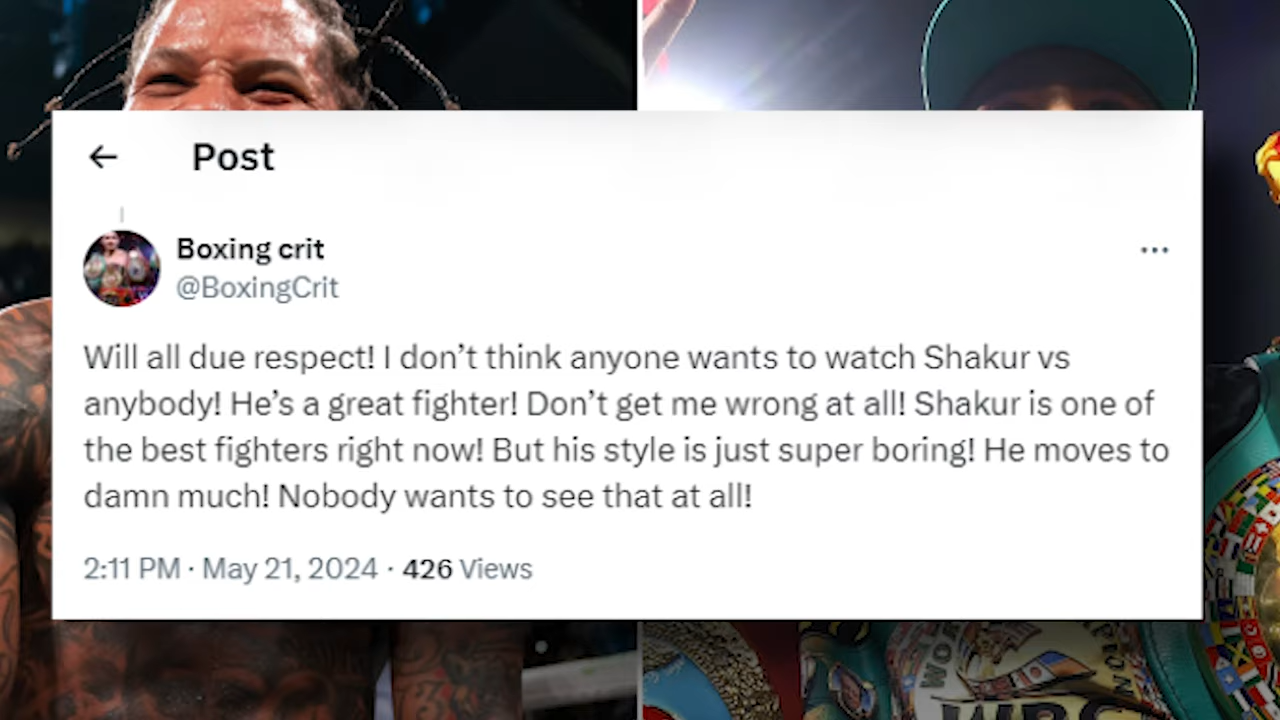 Post
Boxing crit
@BoxingCrit
Will all due respect! I don’t think anyone wants to watch Shakur vs
anybody! He’s a great fighter! Don’t get me wrong at all! Shakur is one of
the best fighters right now! But his style is just super boring! He moves to
damn much! Nobody wants to see that at all!
2:11 PM · May 21, 2024 · 426 Views
WBC